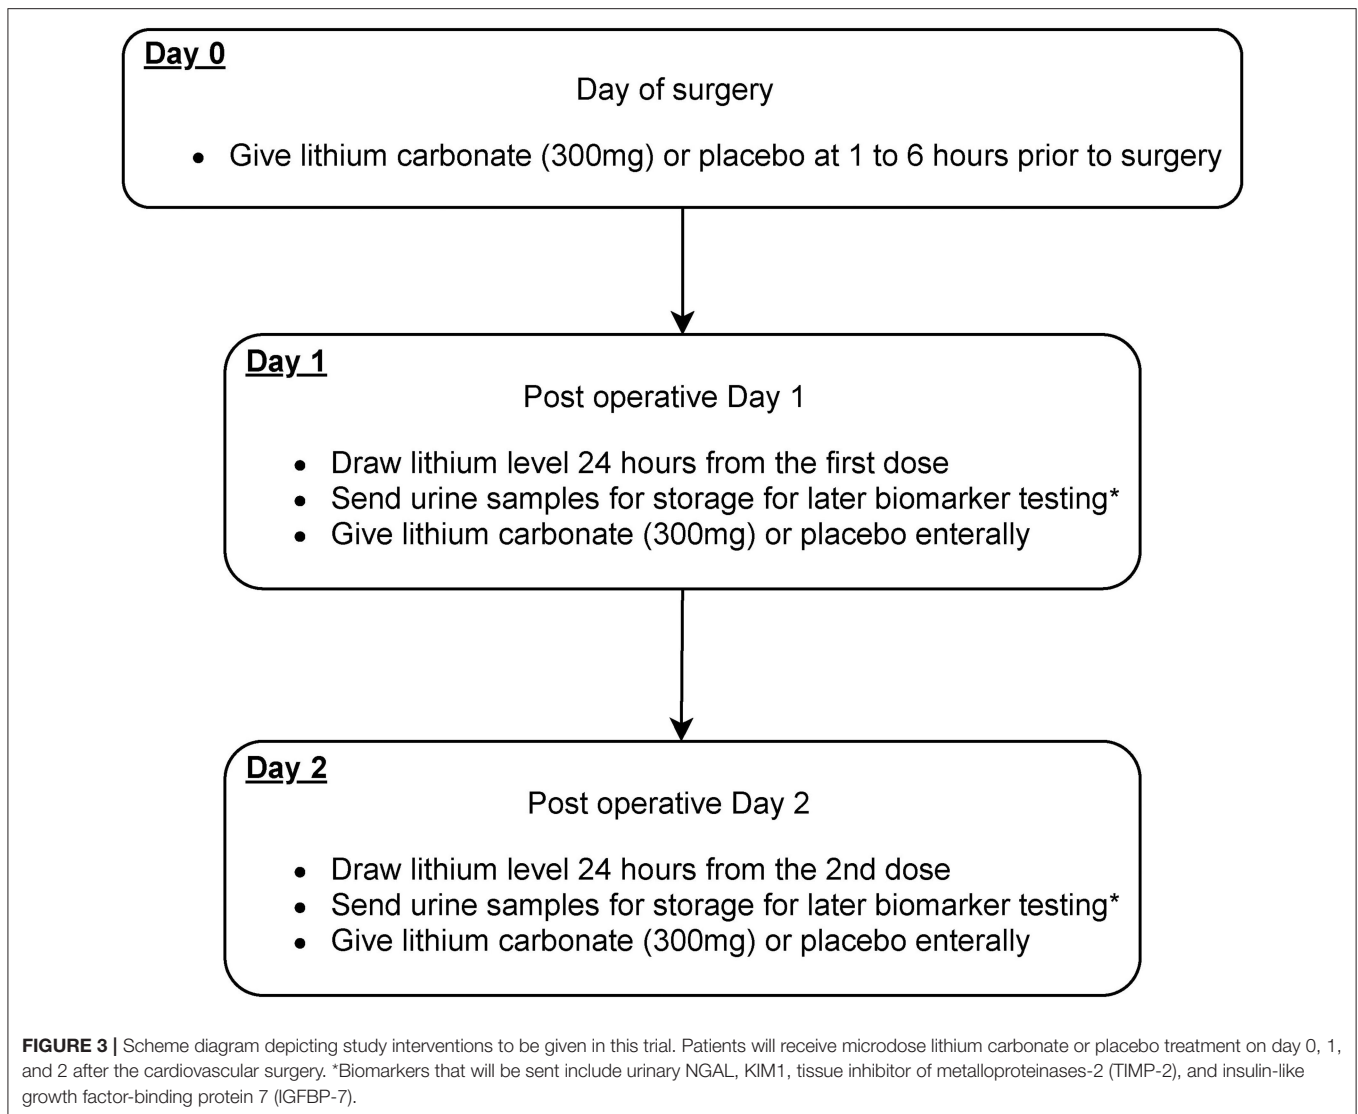 Day 0
Day of surgery
• Give lithium carbonate (300mg) or placebo at 1 to 6 hours prior to surgery
Day 1
Post operative Day 1
• Draw lithium level 24 hours from the first dose
• Send urine samples for storage for later biomarker testing*
• Give lithium carbonate (300mg) or placebo enterally
Day 2
Post operative Day 2
• Draw lithium level 24 hours from the 2nd dose
• Send urine samples for storage for later biomarker testing*
• Give lithium carbonate (300mg) or placebo enterally
FIGURE 3 | Scheme diagram depicting study interventions to be given in this trial. Patients will receive microdose lithium carbonate or placebo treatment on day 0, 1,
and 2 after the cardiovascular surgery. *Biomarkers that will be sent include urinary NGAL, KIM1, tissue inhibitor of metalloproteinases-2 (TIMP-2), and insulin-like
growth factor-binding protein 7 (IGFBP-7).